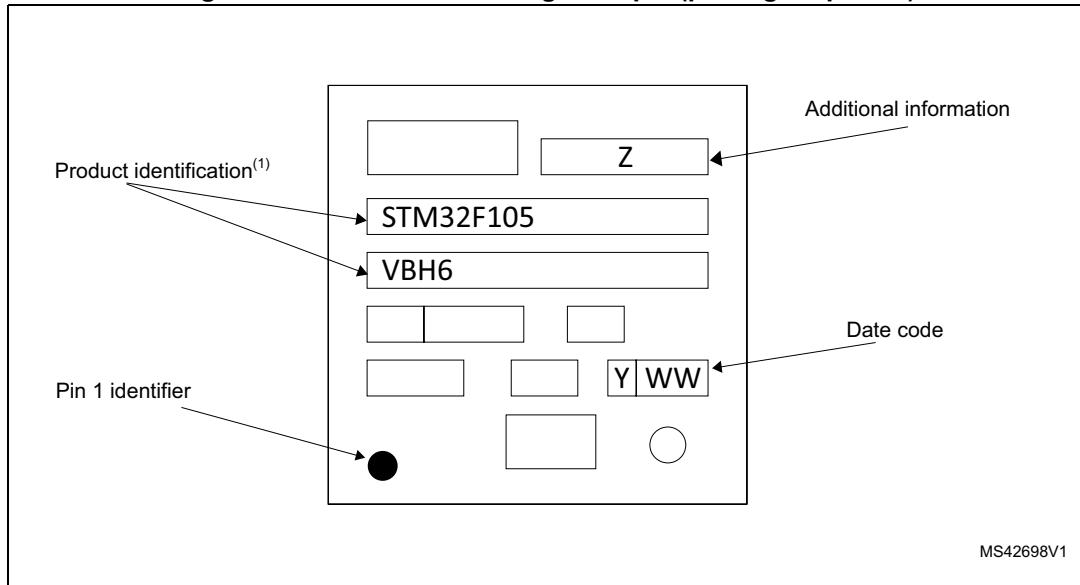 Additional information
Z
Product identification(1)
STM32F105
VBH6
Date code
Y WW
Pin 1 identifier
MS42698V1